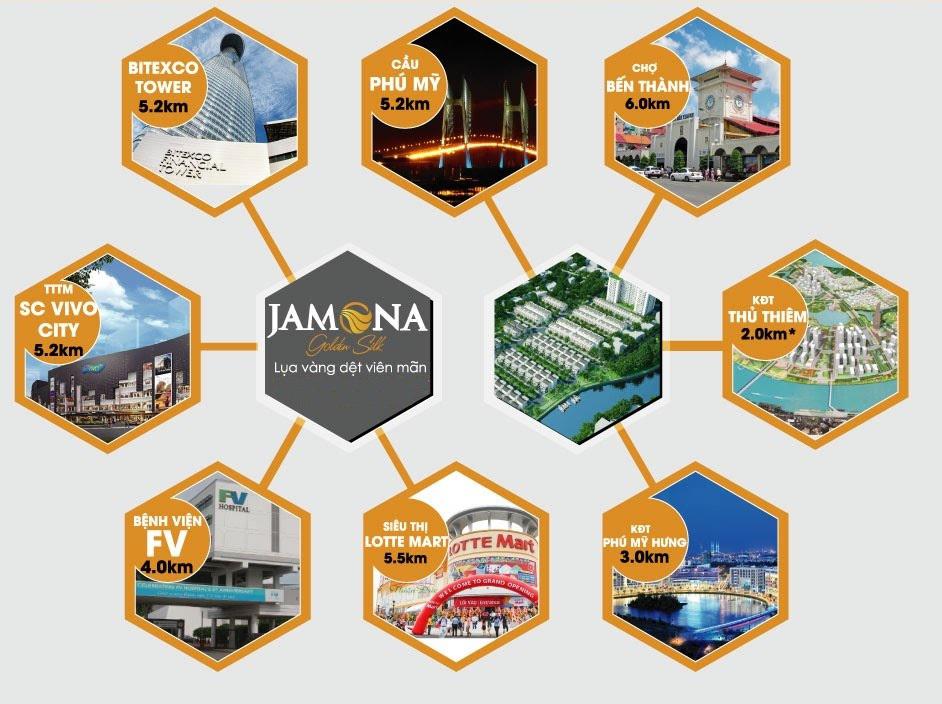 BITEXCO
TOWER
5.2km
BITEXCO
FINANCIAL
TOWER
CẦU
PHÚ MỸ
5.2km
CHỢ
BẾN THÀNH
6.0km
TTTM
SC VIVO
CITY
5.2km
JAMONA
Golden Silk
Lụa vàng dệt viên mãn
KĐT
THỦ THIÊM
2.0km*
BỆNH VIỆN
FV
4.0km
FV
HOSPITAL
SIÊU THỊ
LOTTE MART
5.5km
LOTTE Mart
WELCOME TO GRAND OPENING
KĐT
PHÚ MỸ HƯNG
3.0km